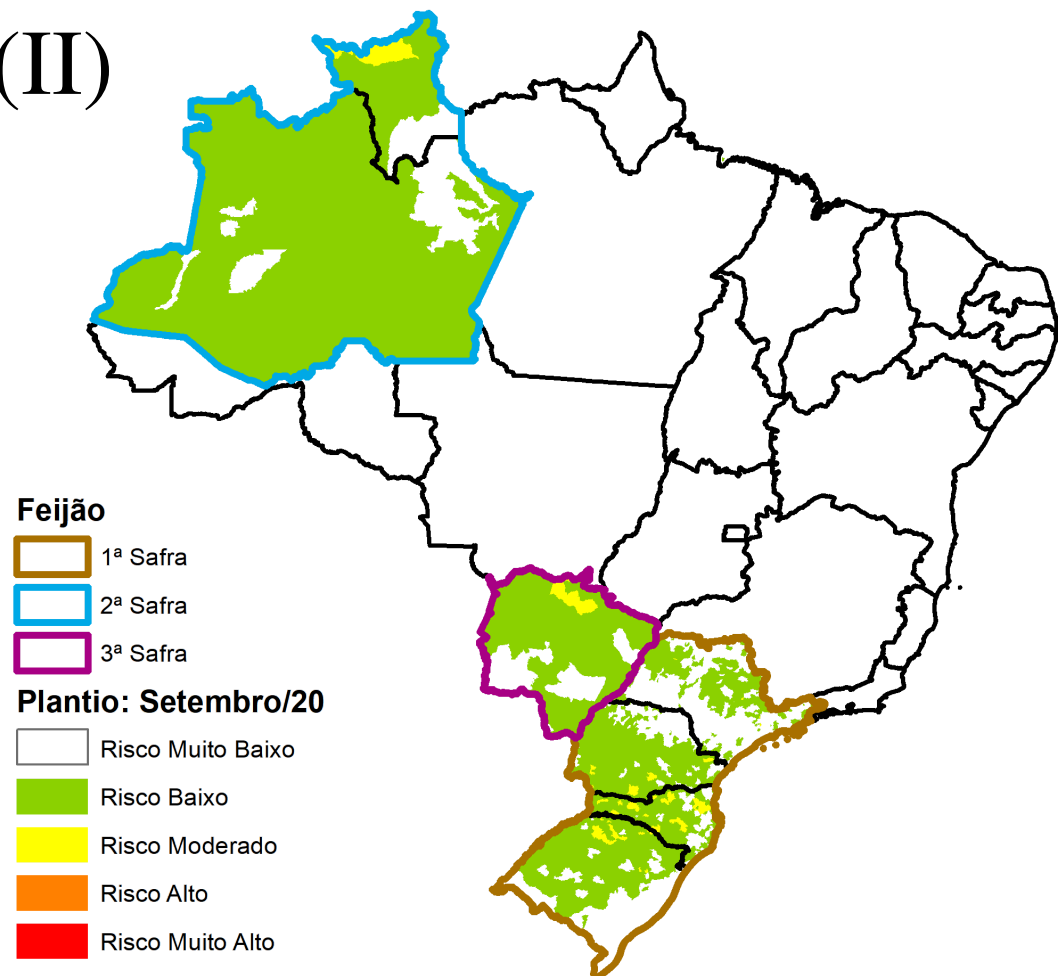 (II)
Feijão
1ª Safra
2ª Safra
3ª Safra
Plantio: Setembro/20
Risco Muito Baixo
Risco Baixo
Risco Moderado
Risco Alto
Risco Muito Alto